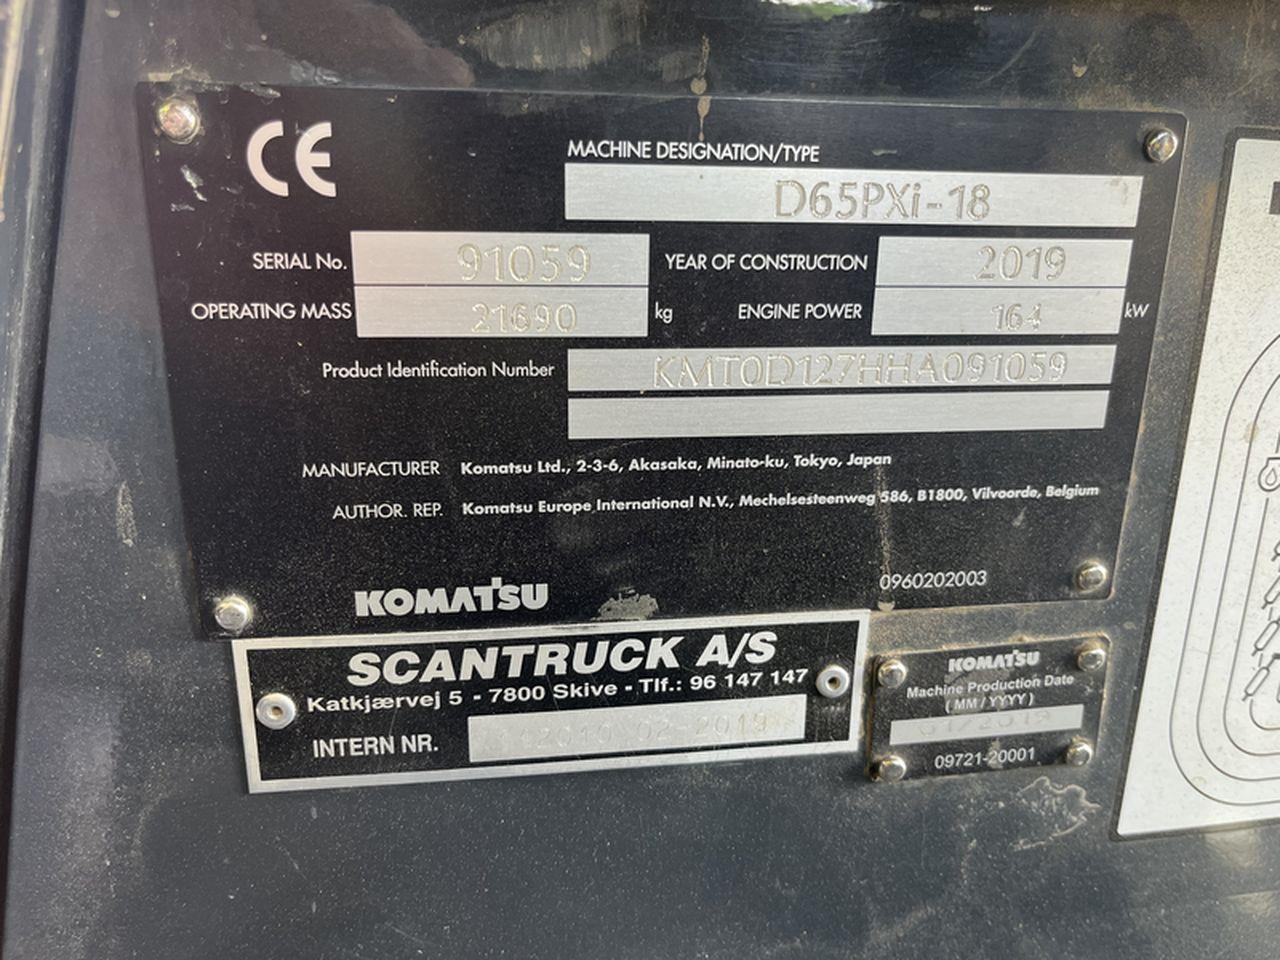 CE
MACHINE DESIGNATION/TYPE
D65PXi-18
SERIAL No. 91059 YEAR OF CONSTRUCTION 2019
OPERATING MASS 21690 kg ENGINE POWER 164 kW
Product Identification Number KMT0D127HHA091059
MANUFACTURER Komatsu Ltd., 2-3-6, Akasaka, Minato-ku, Tokyo, Japan
AUTHOR. REP. Komatsu Europe International N.V., Mechelsesteenweg 586, B1800, Vilvoorde, Belgium
0960202003
KOMATSU
SCANTRUCK A/S
Katkjærvej 5 - 7800 Skive - Tlf.: 96 147 147
INTERN NR. 02-2019
KOMATSU
Machine Production Date
(MM/YYYY)
09721-20001